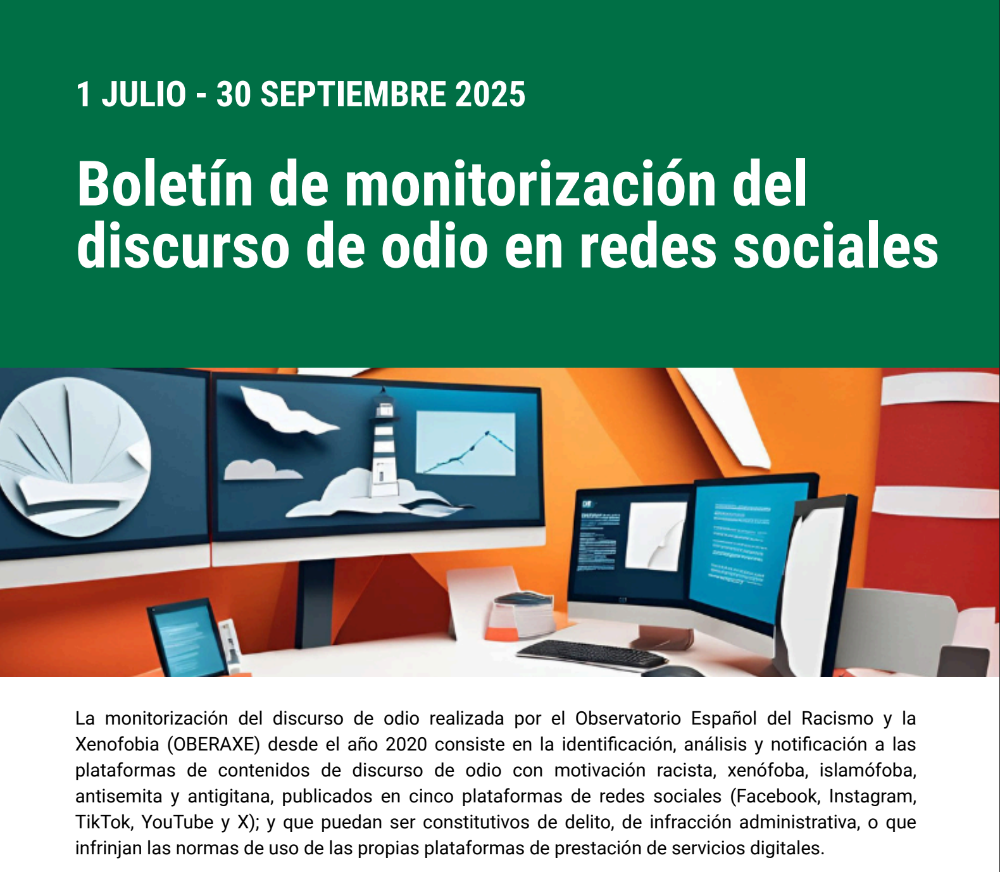 1 JULIO - 30 SEPTIEMBRE 2025
Boletín de monitorización del
discurso de odio en redes sociales
La monitorización del discurso de odio realizada por el Observatorio Español del Racismo y la
Xenofobia (OBERAXE) desde el año 2020 consiste en la identificación, análisis y notificación a las
plataformas de contenidos de discurso de odio con motivación racista, xenófoba, islamófoba,
antisemita y antigitana, publicados en cinco plataformas de redes sociales (Facebook, Instagram,
TikTok, YouTube y X); y que puedan ser constitutivos de delito, de infracción administrativa, o que
infrinjan las normas de uso de las propias plataformas de prestación de servicios digitales.